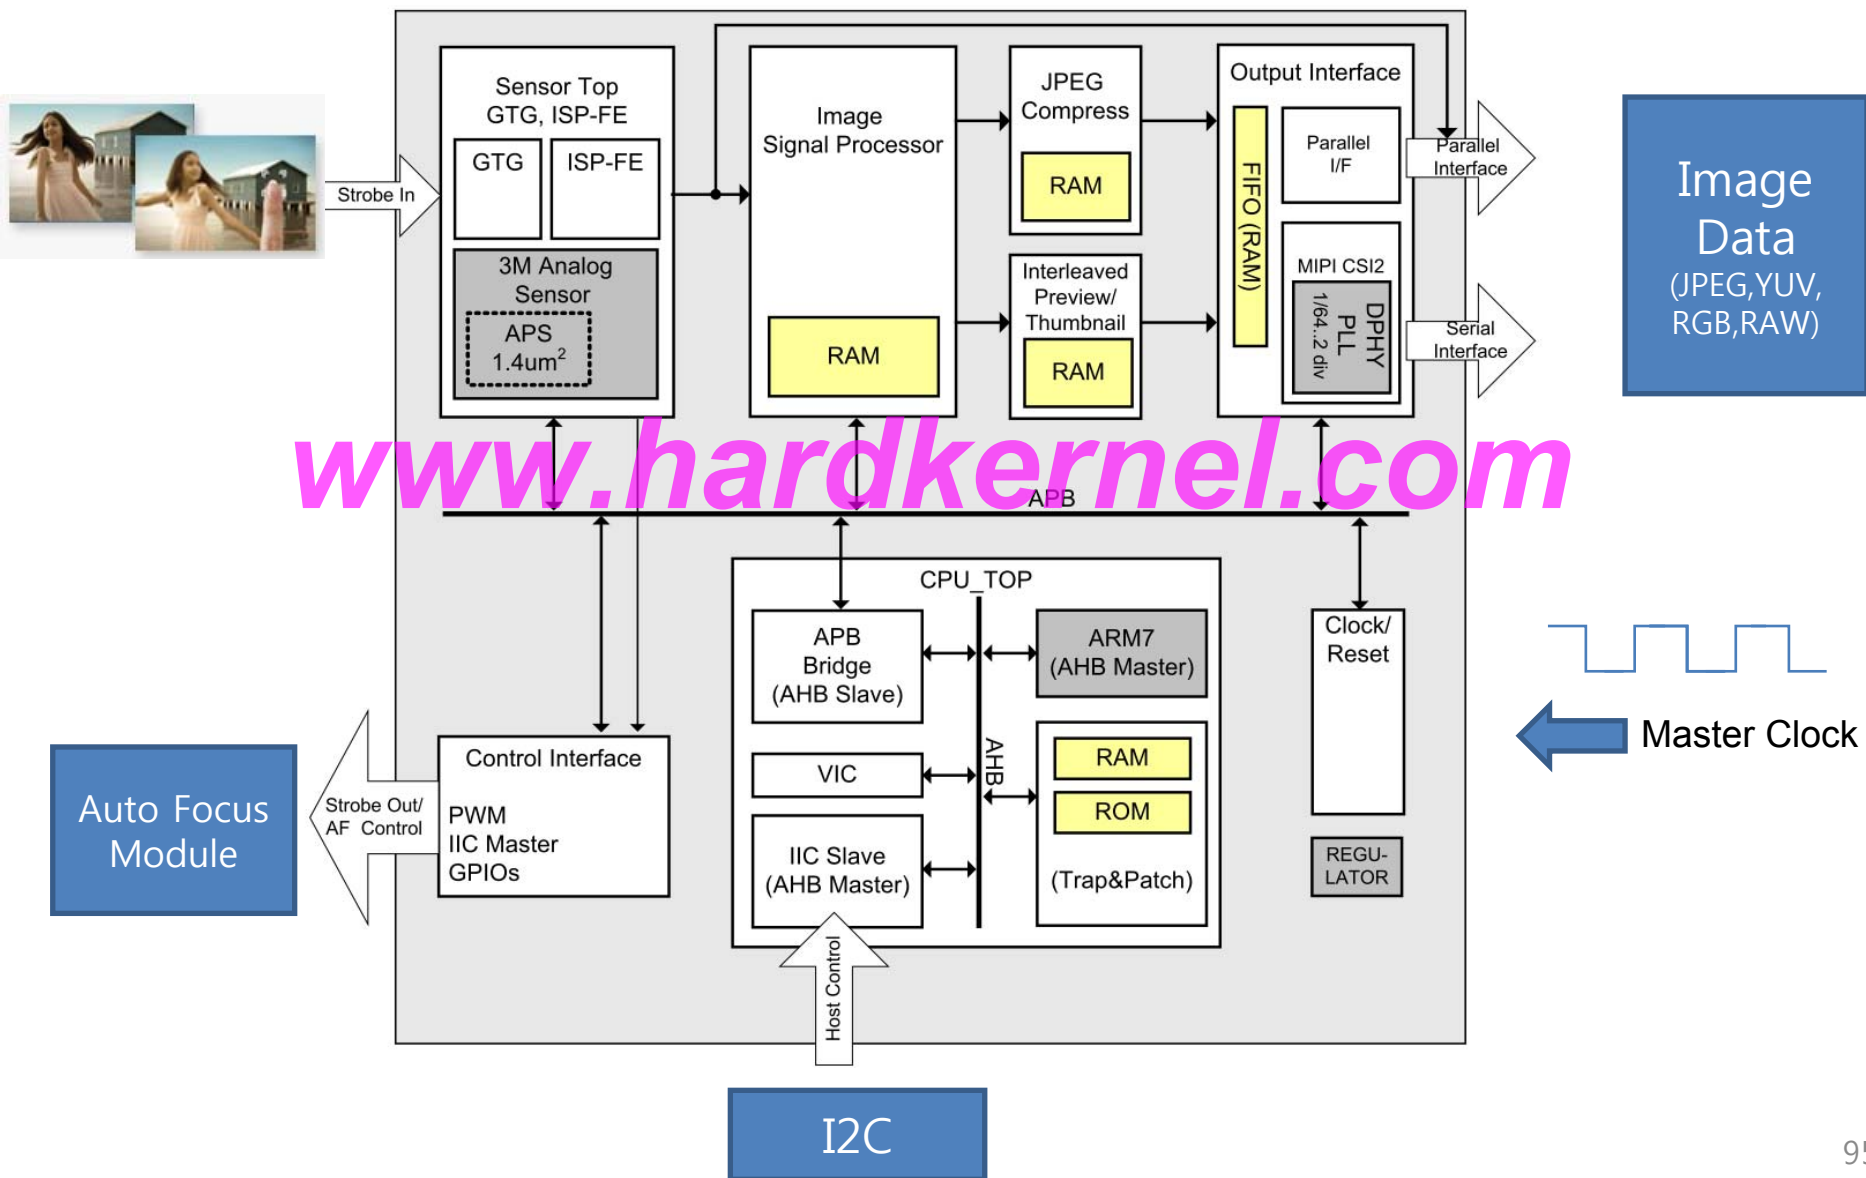 Sensor Top
GTG, ISP-FE
GTG
ISP-FE
3M Analog
Sensor
APS
1.4um²
Strobe In
Image
Signal Processor
RAM
JPEG
Compress
RAM
Interleaved
Preview/
Thumbnail
RAM
Output Interface
FIFO (RAM)
Parallel
I/F
MIPI CSI2
DPHY
PLL
1/64..2 div
Parallel
Interface
Serial
Interface
Image
Data
(JPEG,YUV,
RGB,RAW)
www.hardkernel.com
APB
CPU_TOP
APB
Bridge
(AHB Slave)
VIC
IIC Slave
(AHB Master)
AHB
ARM7
(AHB Master)
RAM
ROM
(Trap&Patch)
Clock/
Reset
REGU-
LATOR
Master Clock
Control Interface
PWM
IIC Master
GPIOs
Strobe Out/
AF Control
Auto Focus
Module
Host Control
I2C
95